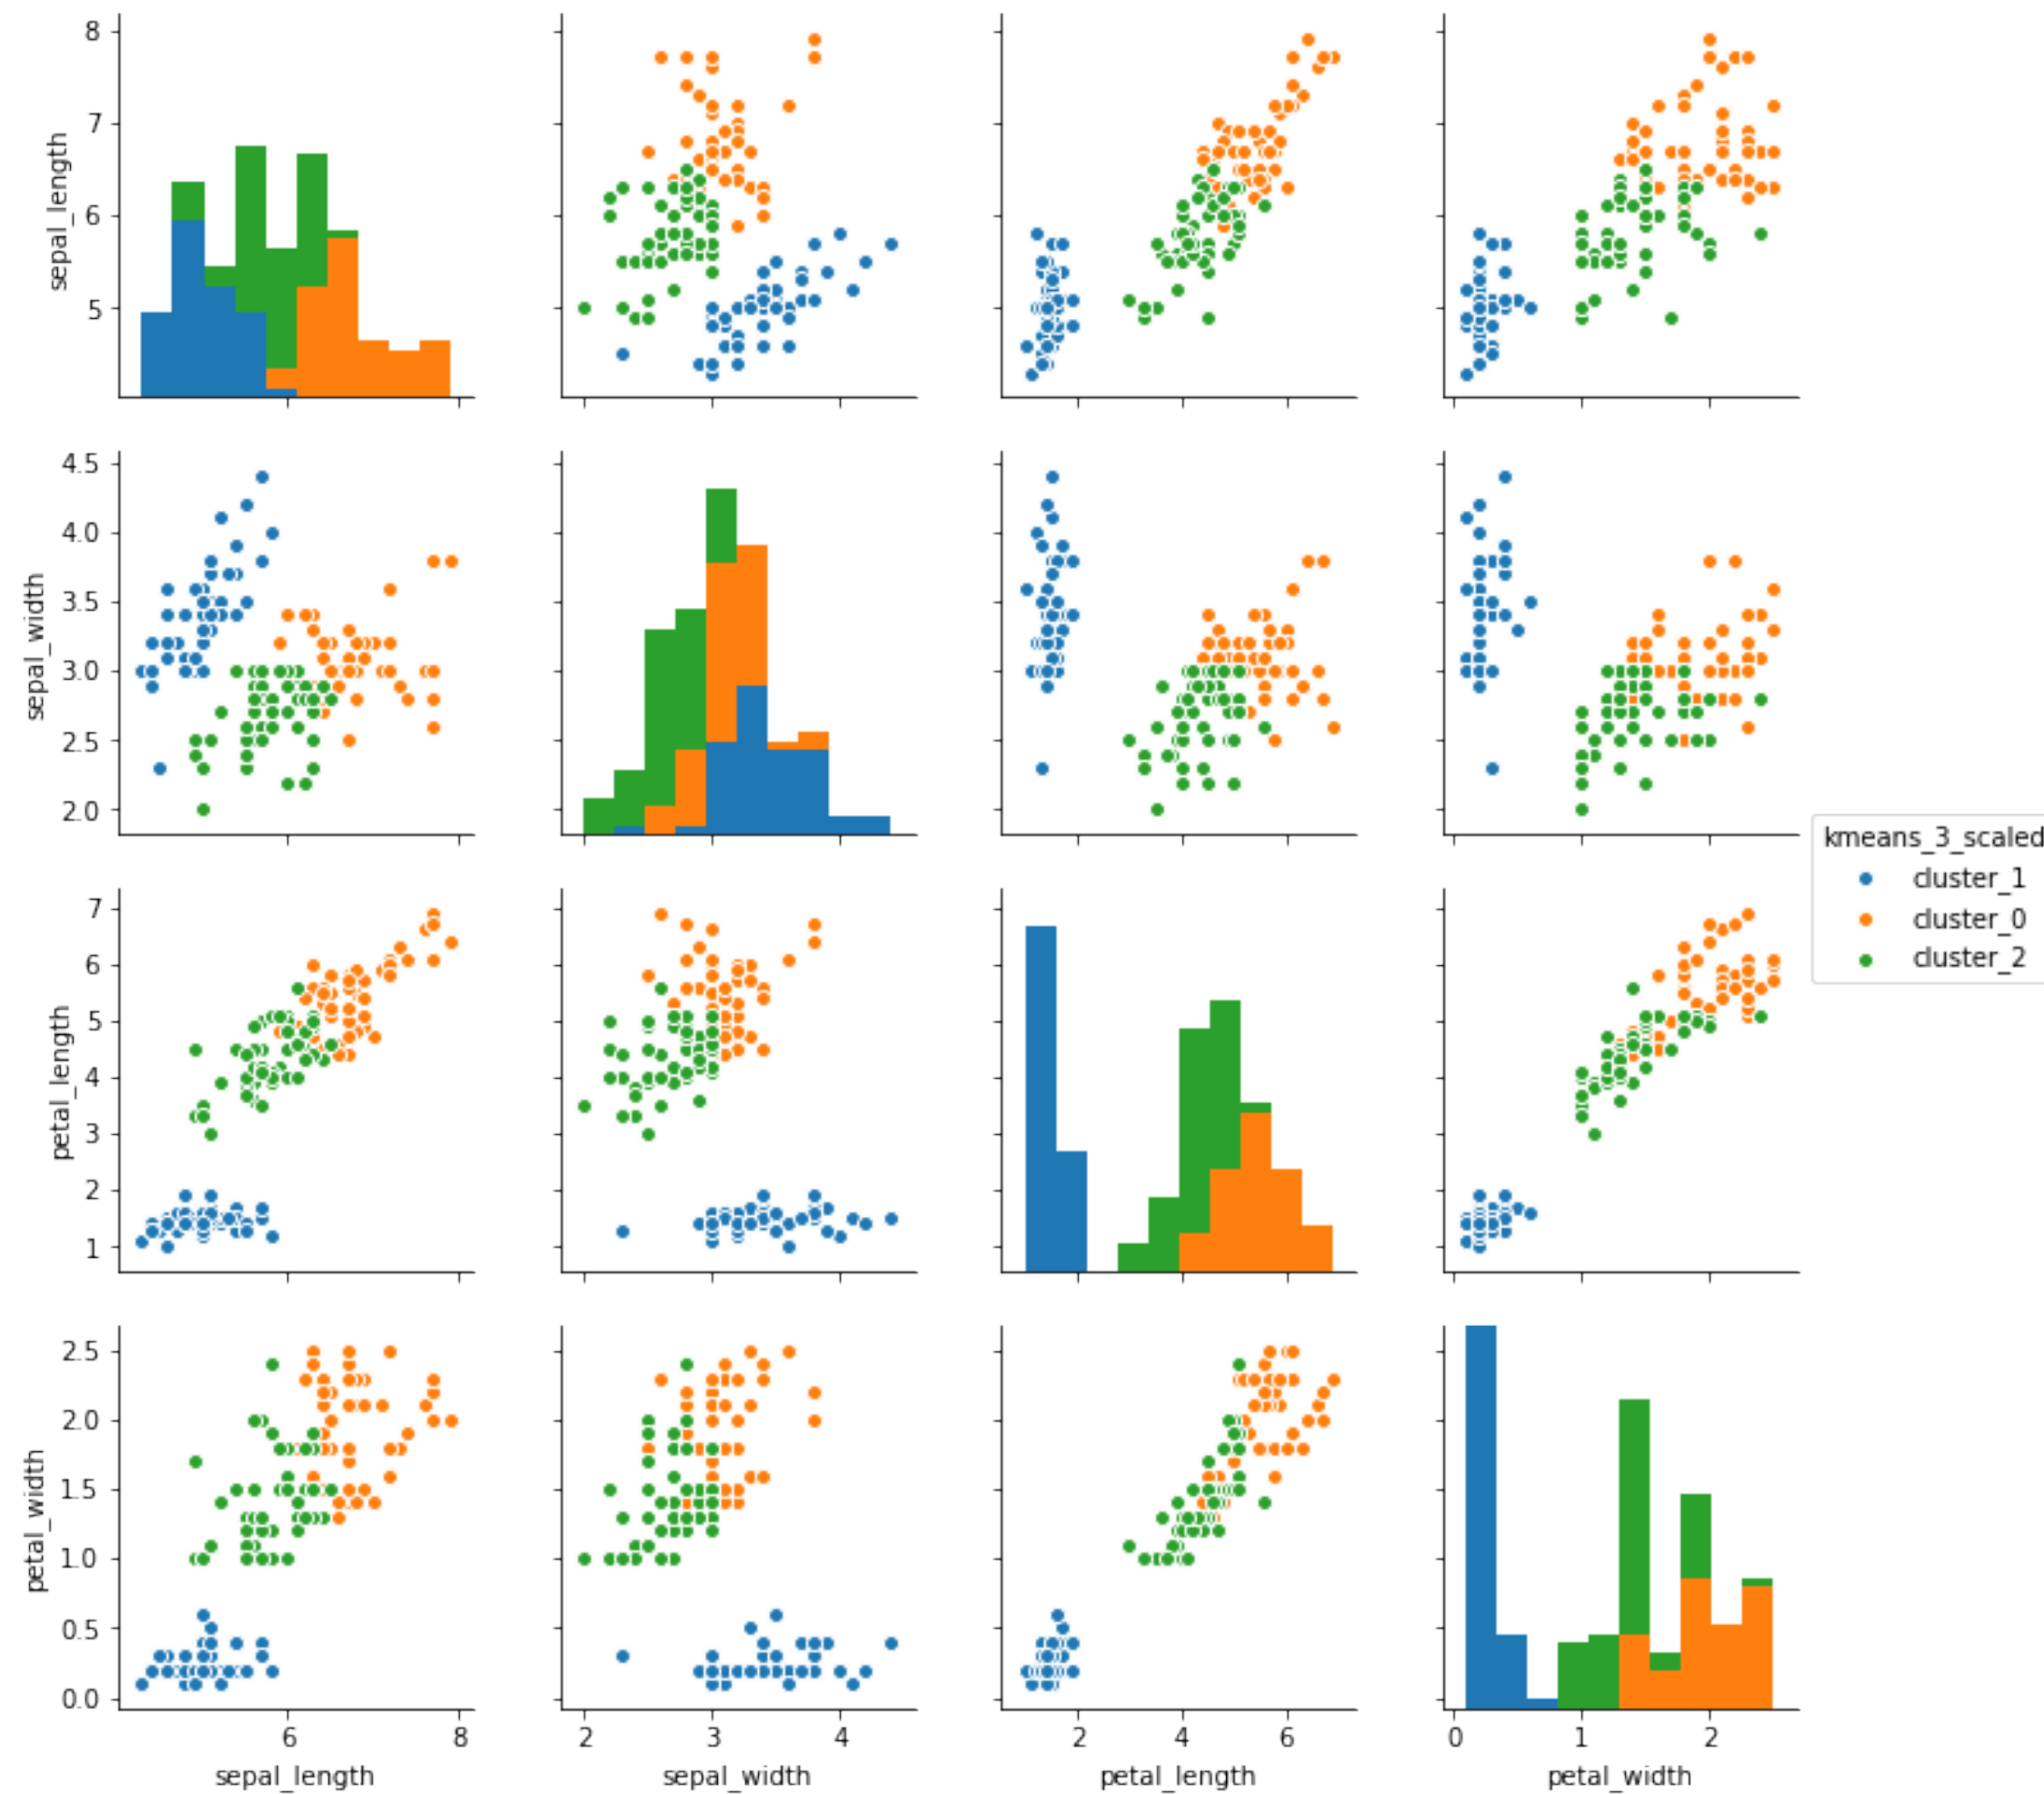 8
7
6
5
sepal_length
4.5
4.0
3.5
3.0
2.5
2.0
sepal_width
kmeans_3_scaled
cluster_1
cluster_0
cluster_2
7
6
5
4
3
2
1
petal_length
2.5
2.0
1.5
1.0
0.5
0.0
petal_width
6 8
2 3 4
2 4 6
0 1 2
sepal_length
sepal_width
petal_length
petal_width